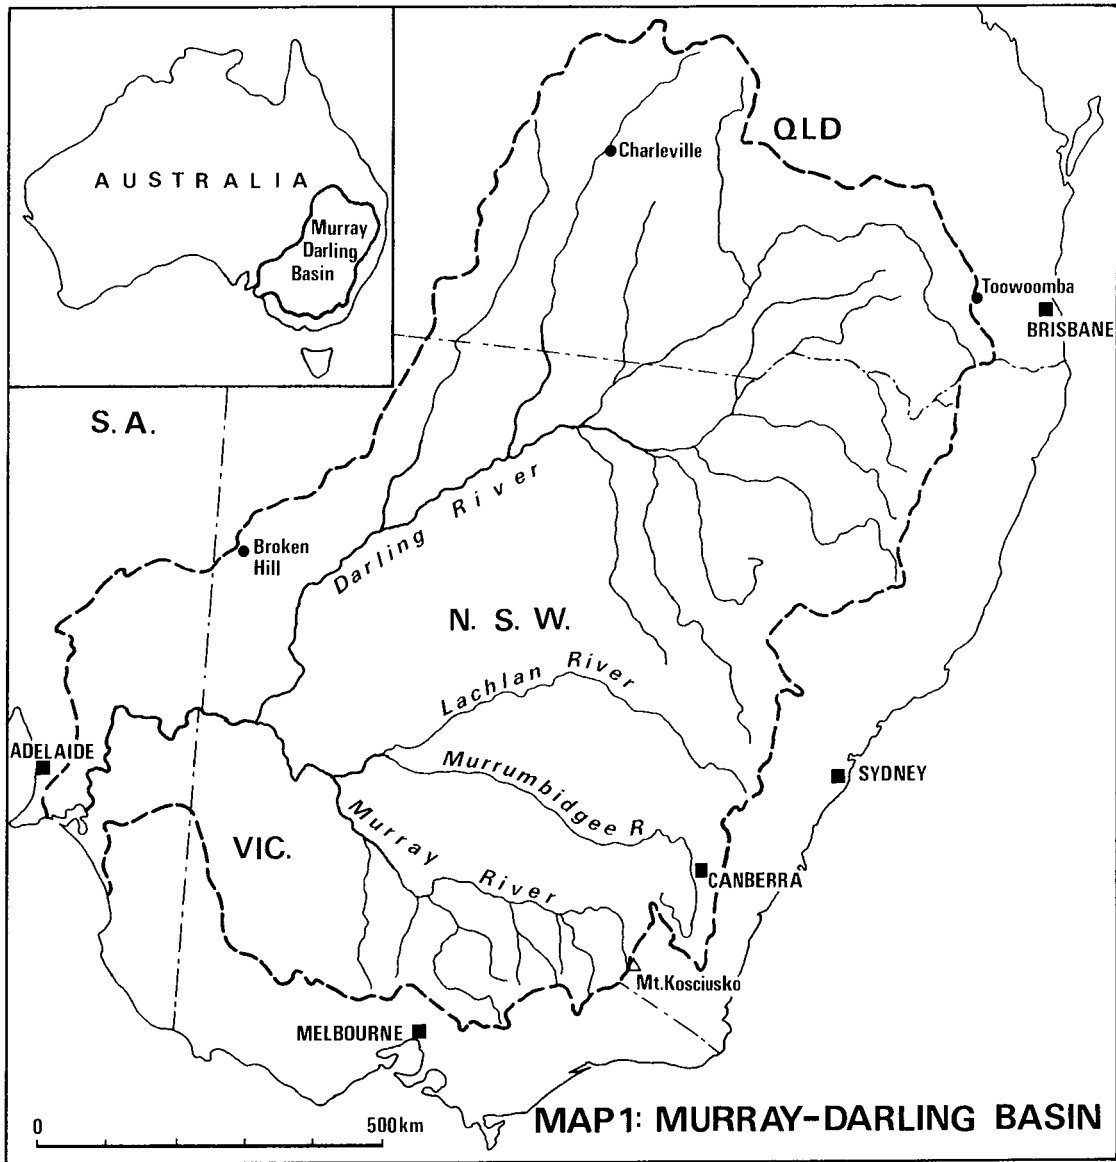 AUSTRALIA
Murray
Darling
Basin
QLD
Charleville
Toowoomba
BRISBANE
S. A.
Darling River
Broken
Hill
N. S. W.
Lachlan River
ADELAIDE
Murrumbidgee R
SYDNEY
VIC.
Murray River
CANBERRA
Mt.Kosciusko
MELBOURNE
0 500km
MAP1: MURRAY-DARLING BASIN